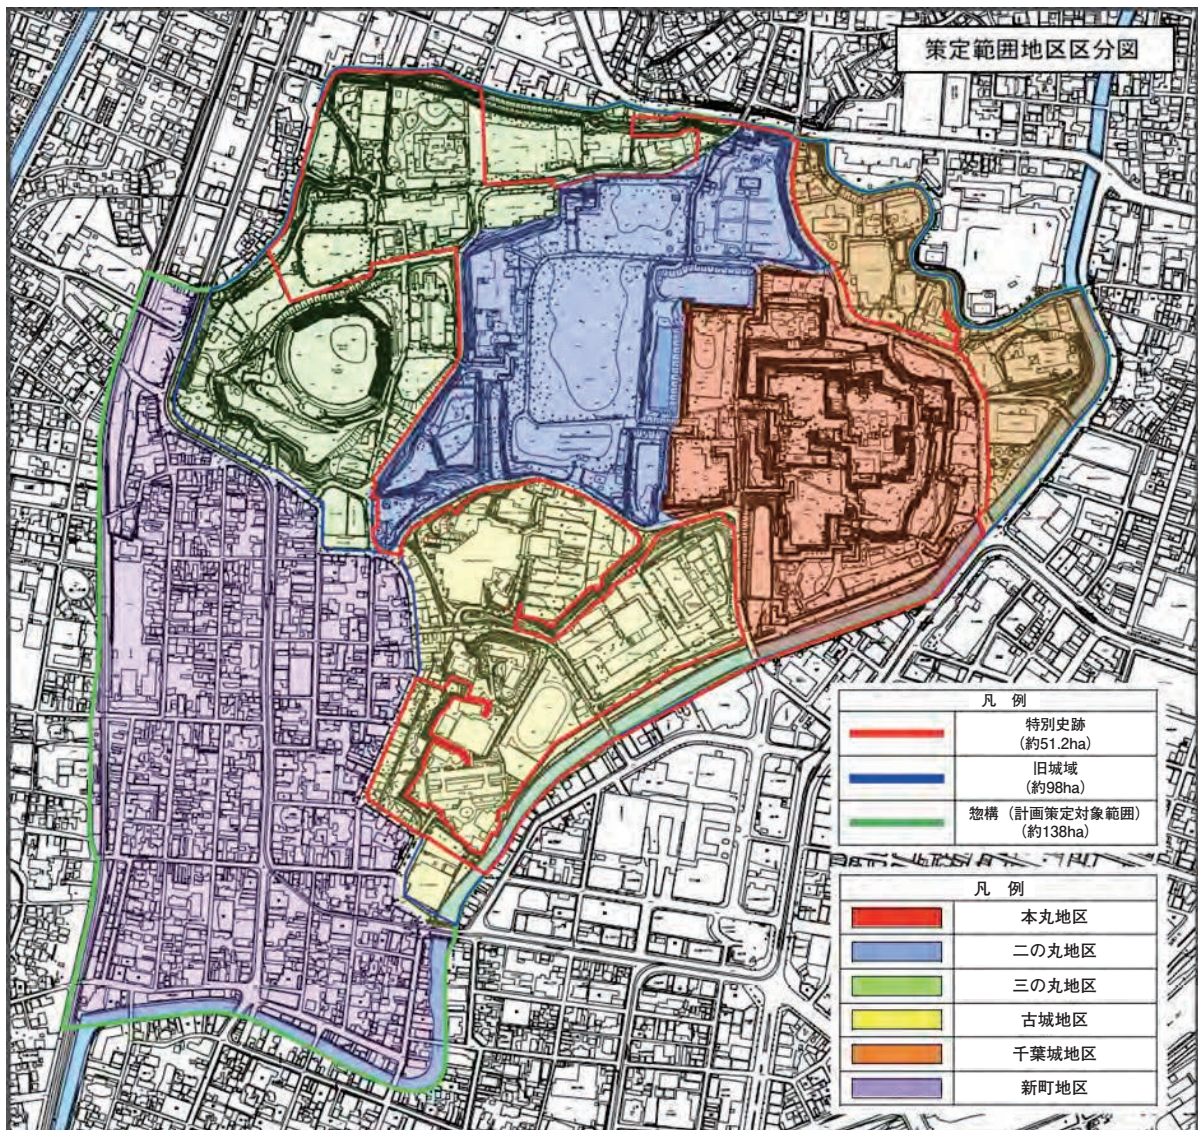 策定範囲地区区分図
凡 例
特別史跡
(約51.2ha)
旧城域
(約98ha)
惣構（計画策定対象範囲）
(約138ha)
凡 例
本丸地区
二の丸地区
三の丸地区
古城地区
千葉城地区
新町地区